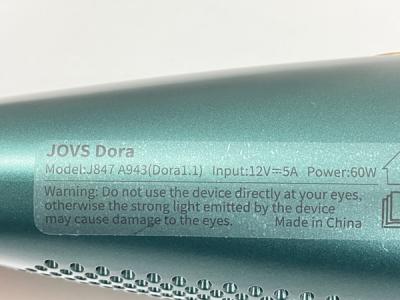 JOVS Dora
Model:J847 A943(Dora1.1) Input:12V⎓5A Power:60W
Warning: Do not use the device directly at your eyes,
otherwise the strong light emitted by the device
may cause damage to the eyes. Made in China